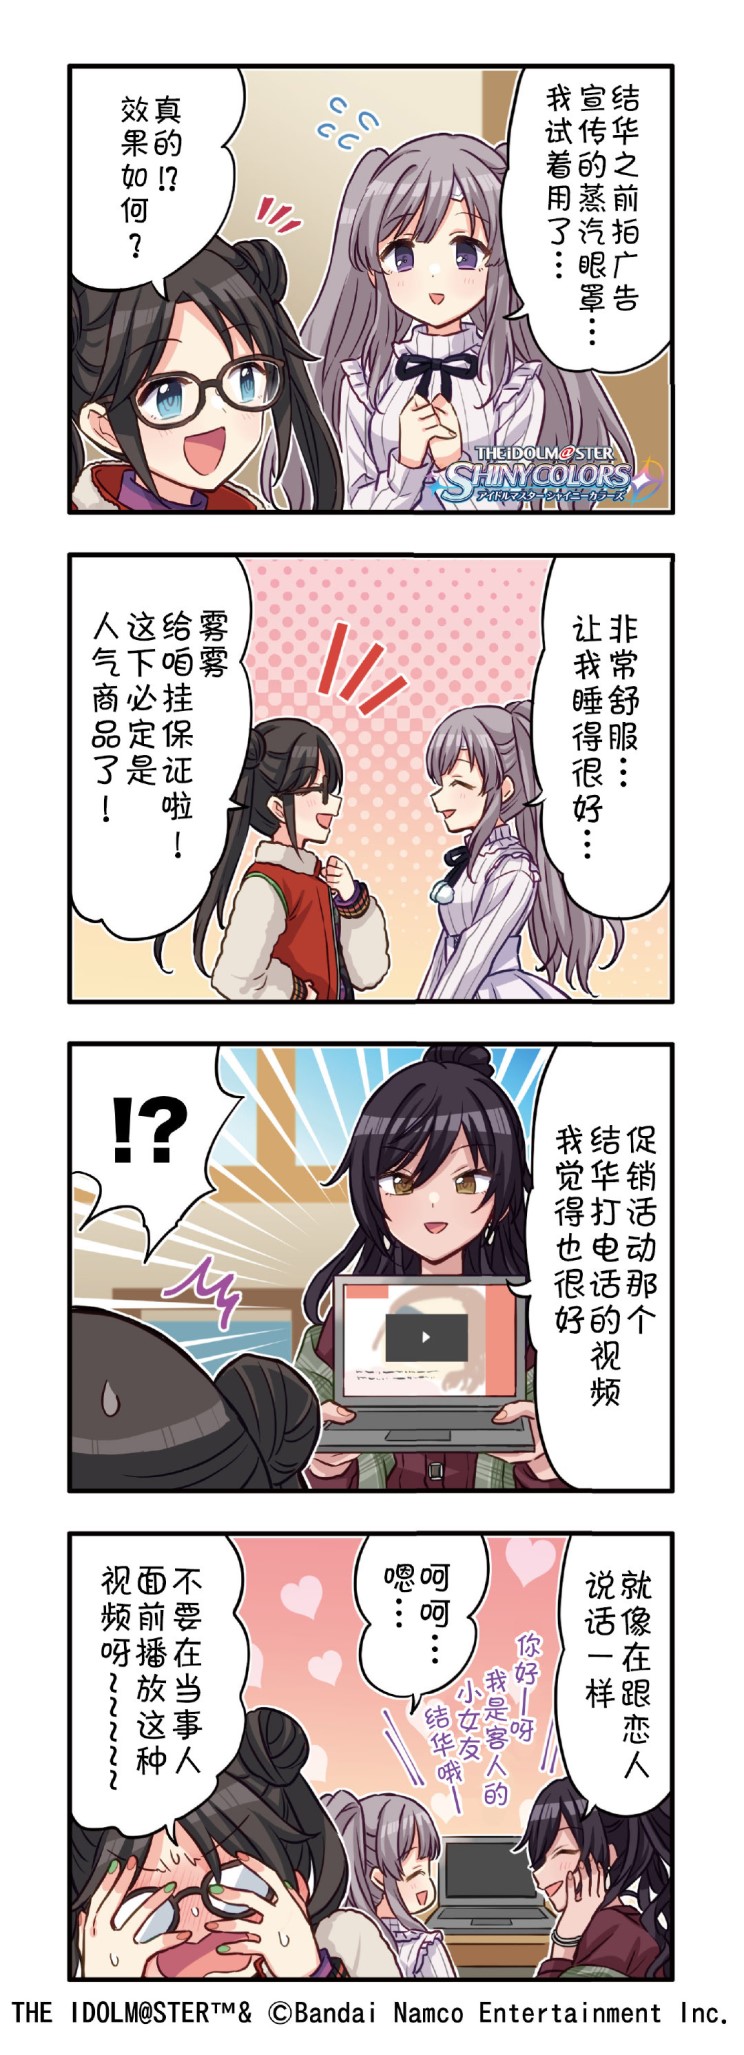 结华之前拍广告
宣传的蒸汽眼罩…
我试着用了…
真的!?
效果如何？
THE iDOLM@STER
SHINY COLORS
アイドルマスター シャイニーカラーズ
非常舒服…
让我睡得很好…
雾雾
给咱挂保证啦！
这下必定是
人气商品了！
促销活动那个
结华打电话的视频
我觉得也很好
!?
就像在跟恋人
说话一样
呵呵…
嗯…
你好ー呀
我是客人的
小女友
结华哦ー
不要在当事人
面前播放这种
视频呀~~~~~
THE IDOLM@STER™& ©Bandai Namco Entertainment Inc.